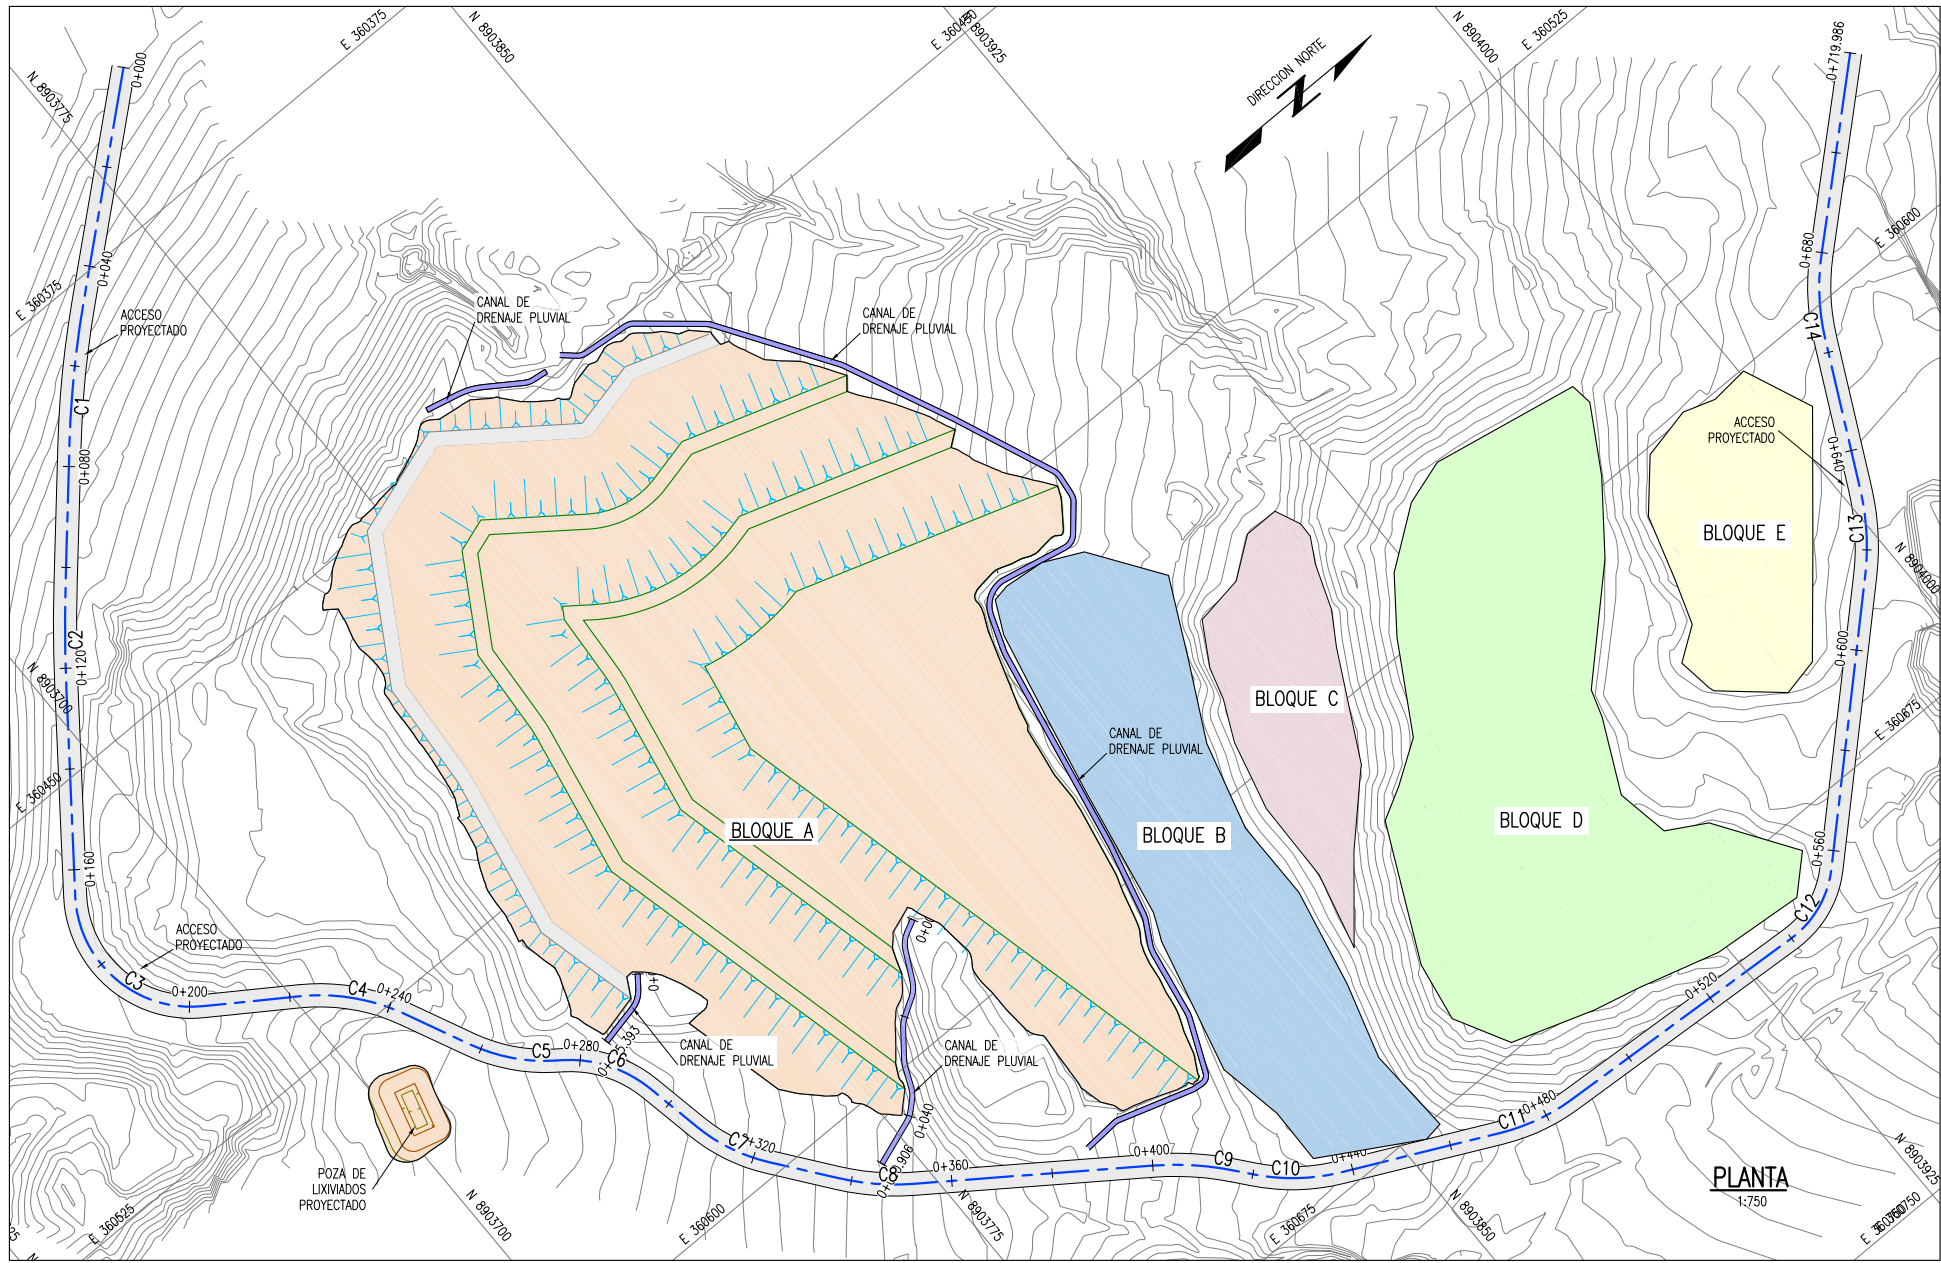 E 360375
N 8903850
N 8903925
E 360525
N 8904000
0+719.986
0+000
N 8903775
DIRECCION NORTE
N
E 360600
0+680
0+040
E 360375
CANAL DE
DRENAJE PLUVIAL
ACCESO
PROYECTADO
CANAL DE
DRENAJE PLUVIAL
C14
C1
ACCESO
PROYECTADO
0+640
0+080
C13
BLOQUE E
N 8904000
C2
0+120
0+600
N 8903700
BLOQUE C
E 360675
CANAL DE
DRENAJE PLUVIAL
E 360450
BLOQUE A
BLOQUE B
BLOQUE D
0+560
0+160
C12
ACCESO
PROYECTADO
C3
0+200
C4
0+240
0+520
C5
0+280
C6
CANAL DE
DRENAJE PLUVIAL
CANAL DE
DRENAJE PLUVIAL
0+040
C11
0+480
C7
0+320
C8
0+360
0+400
C9
C10
0+440
POZA DE
LIXIVIADOS
PROYECTADO
PLANTA
1:750
N 8903925
E 360525
N 8903700
E 360600
N 8903775
E 360675
N 8903850
E 360750